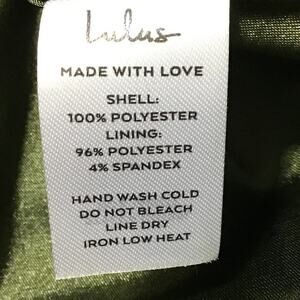 Lulus
MADE WITH LOVE
SHELL:
100% POLYESTER
LINING:
96% POLYESTER
4% SPANDEX
HAND WASH COLD
DO NOT BLEACH
LINE DRY
IRON LOW HEAT